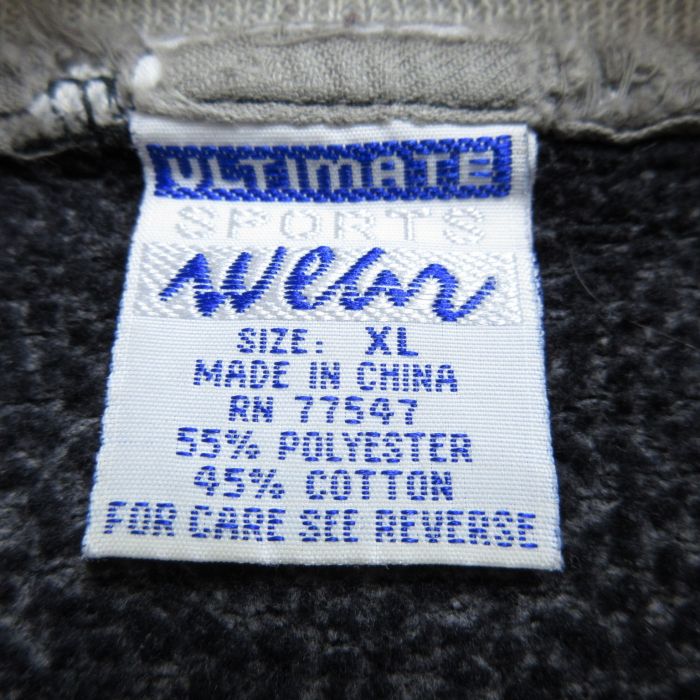 ULTIMATE
SPORTS
wear
SIZE: XL
MADE IN CHINA
RN 77547
55% POLYESTER
45% COTTON
FOR CARE SEE REVERSE